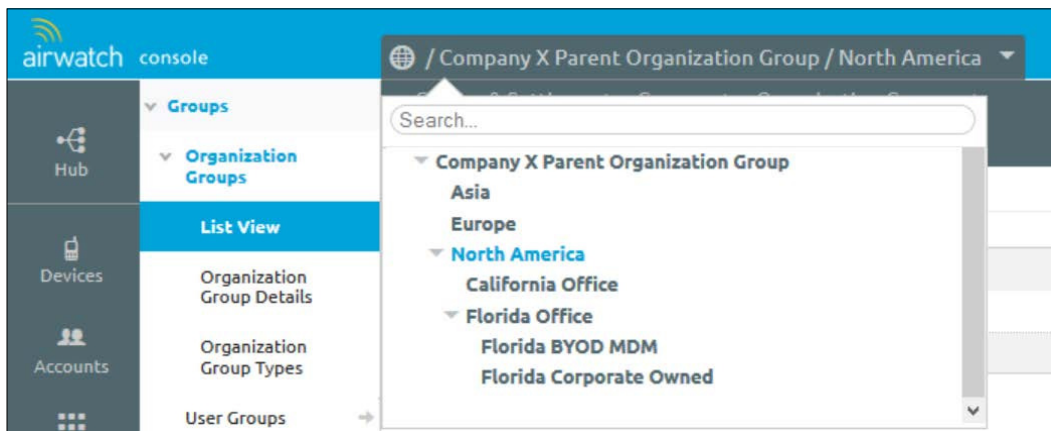 airwatch console
/ Company X Parent Organization Group / North America
Groups
Search...
Hub
Organization
Groups
Company X Parent Organization Group
Asia
List View
Europe
North America
Devices
Organization
Group Details
California Office
Florida Office
Accounts
Organization
Group Types
Florida BYOD MDM
Florida Corporate Owned
User Groups